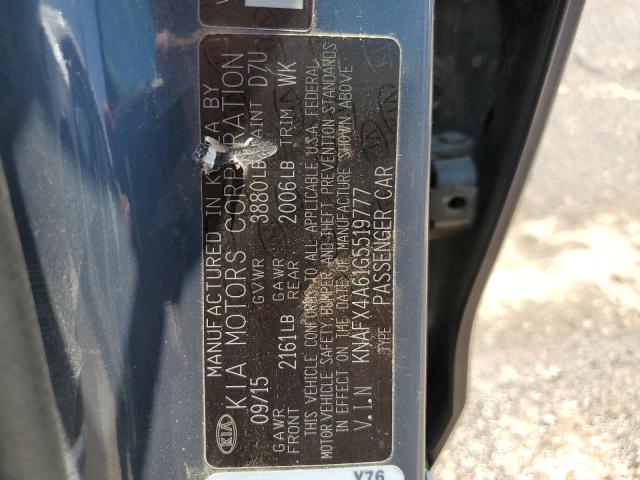 KIA
MANUFACTURED IN BY
KIA MOTORS CORPORATION
09/15 GVWR 3880LB PAINT D7U
GAWR FRONT 2161LB GAWR REAR 2006LB TRIM WK
THIS VEHICLE CONFORMS TO ALL APPLICABLE U.S.A. FEDERAL
MOTOR VEHICLE SAFETY, BUMPER, AND THEFT PREVENTION STANDARDS
IN EFFECT ON THE DATE OF MANUFACTURE SHOWN ABOVE
V.I.N KNAFX4A61G5519777
TYPE PASSENGER CAR
Y76